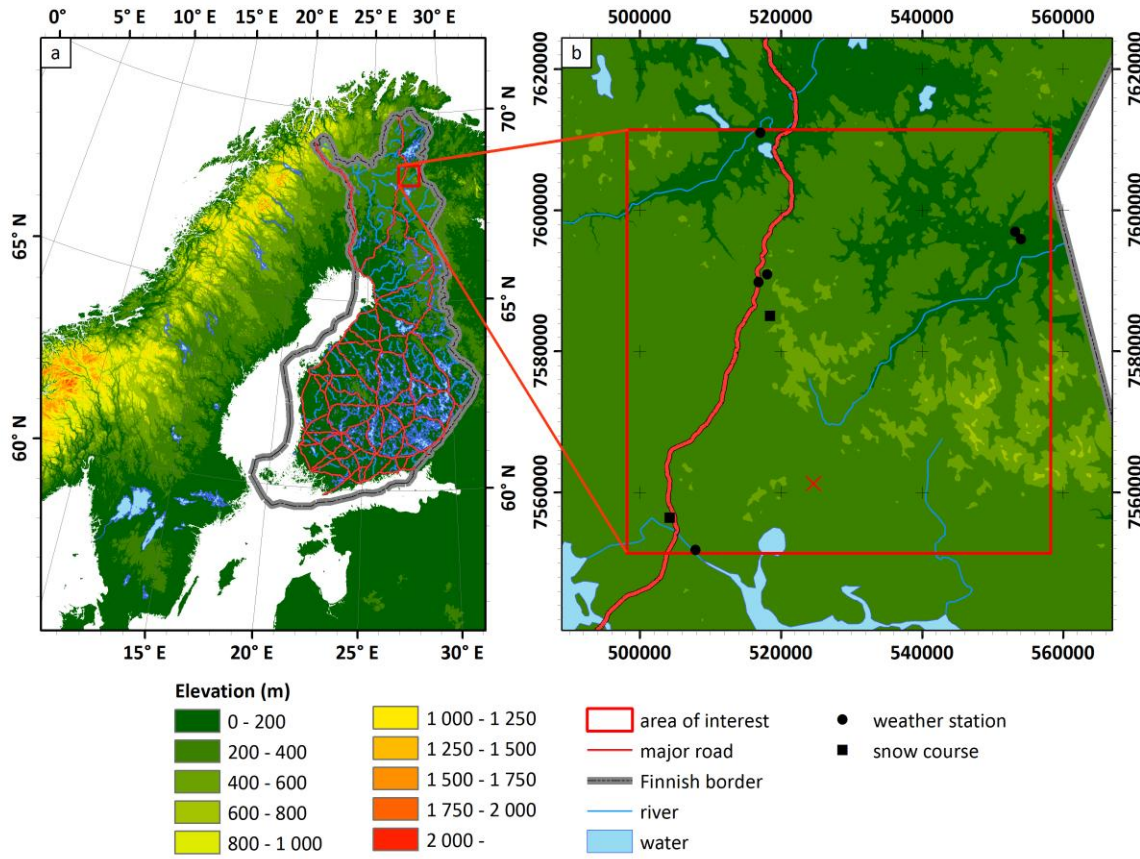 0° 5° E 10° E 15° E 20° E 25° E 30° E
a
70° N
65° N
65° N
60° N
60° N
15° E 20° E 25° E 30° E
500000 520000 540000 560000
b
7620000 7620000
7600000 7600000
7580000 7580000
7560000 7560000
500000 520000 540000 560000
Elevation (m)
0 - 200
200 - 400
400 - 600
600 - 800
800 - 1 000
1 000 - 1 250
1 250 - 1 500
1 500 - 1 750
1 750 - 2 000
2 000 -
area of interest
major road
Finnish border
river
water
weather station
snow course